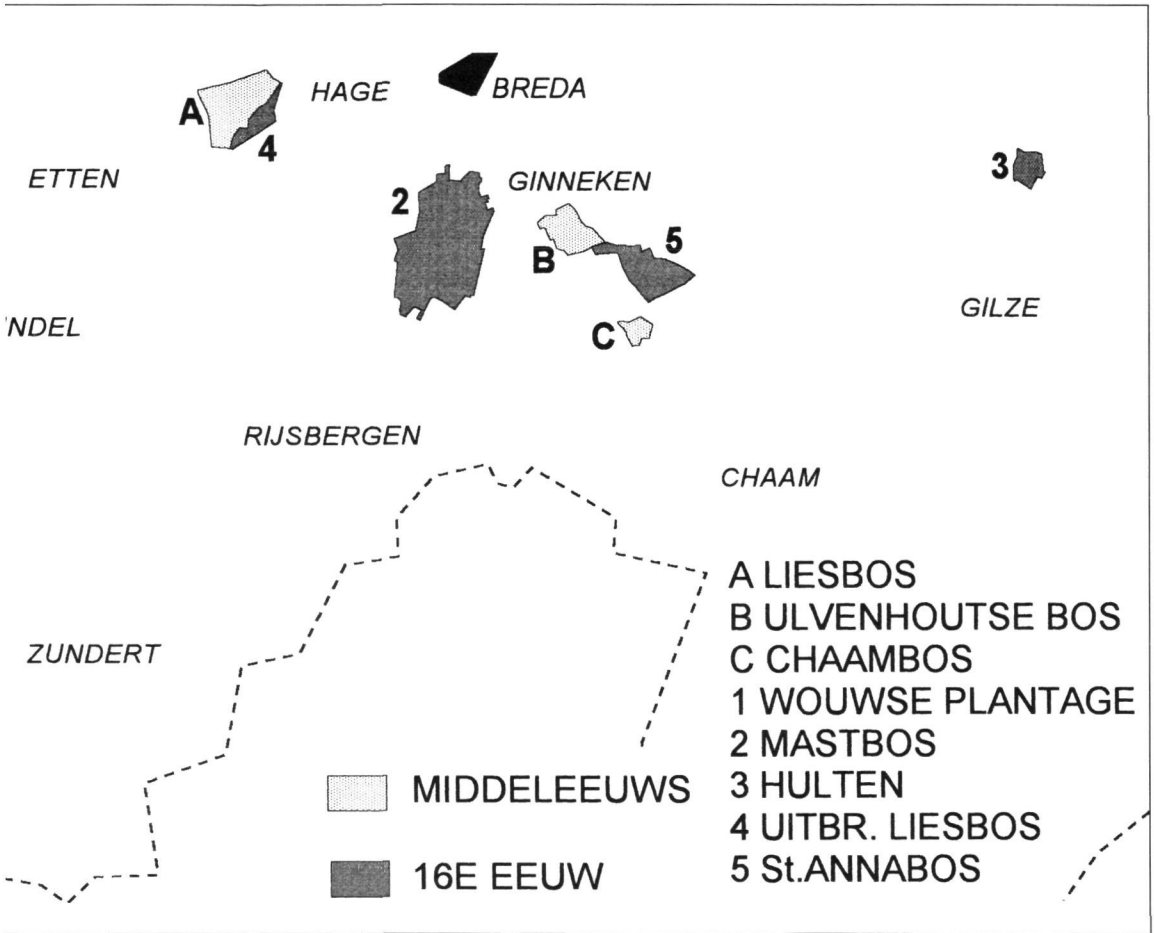 HAGE
BREDA
A
4
ETTEN
2
GINNEKEN
3
B
5
GILZE
NDEL
C
RIJSBERGEN
CHAAM
ZUNDERT
A LIESBOS
B ULVENHOUTSE BOS
C CHAAMBOS
1 WOUWSE PLANTAGE
2 MASTBOS
3 HULTEN
4 UITBR. LIESBOS
5 St.ANNABOS
MIDDELEEUWS
16E EEUW